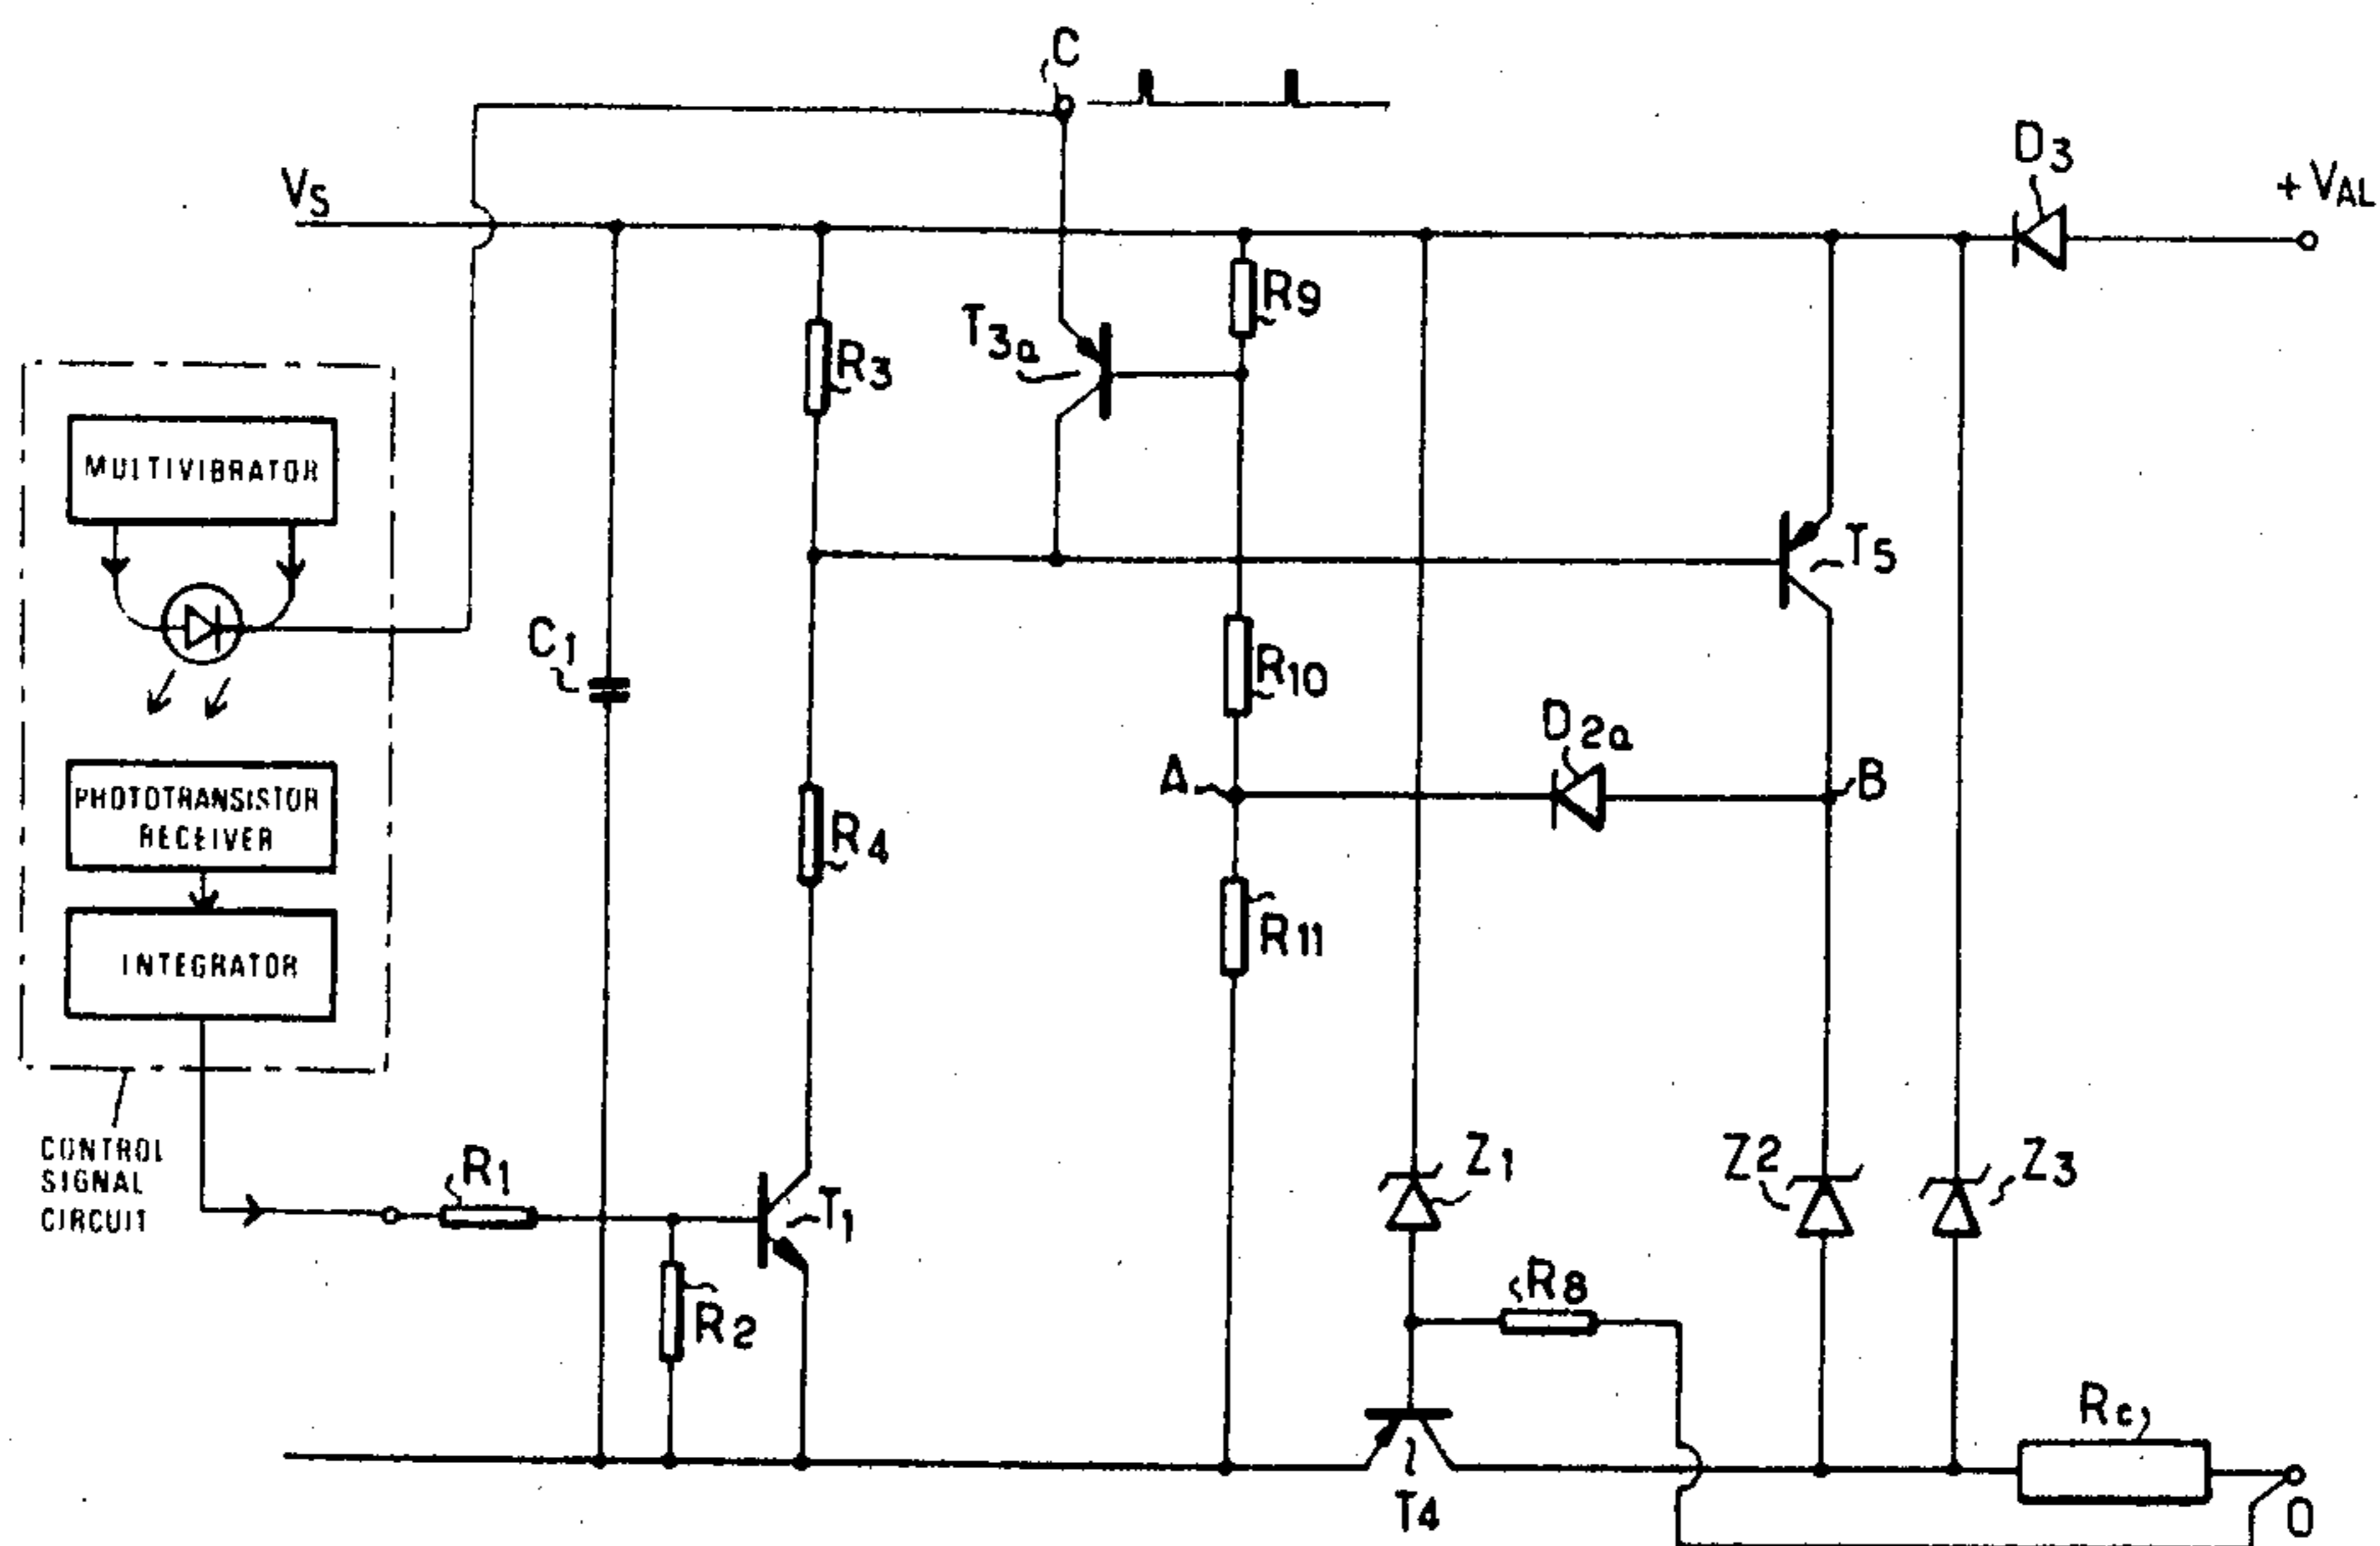 C
VS
D3
+ VAL
R9
T3a
R3
MULTIVIBRATOR
T5
C1
R10
D2a
A
B
PHOTOTRANSISTOR
RECEIVER
R4
R11
INTEGRATOR
CONTROL
SIGNAL
CIRCUIT
R1
T1
Z1
Z2
Z3
R2
R8
Rc
T4
O